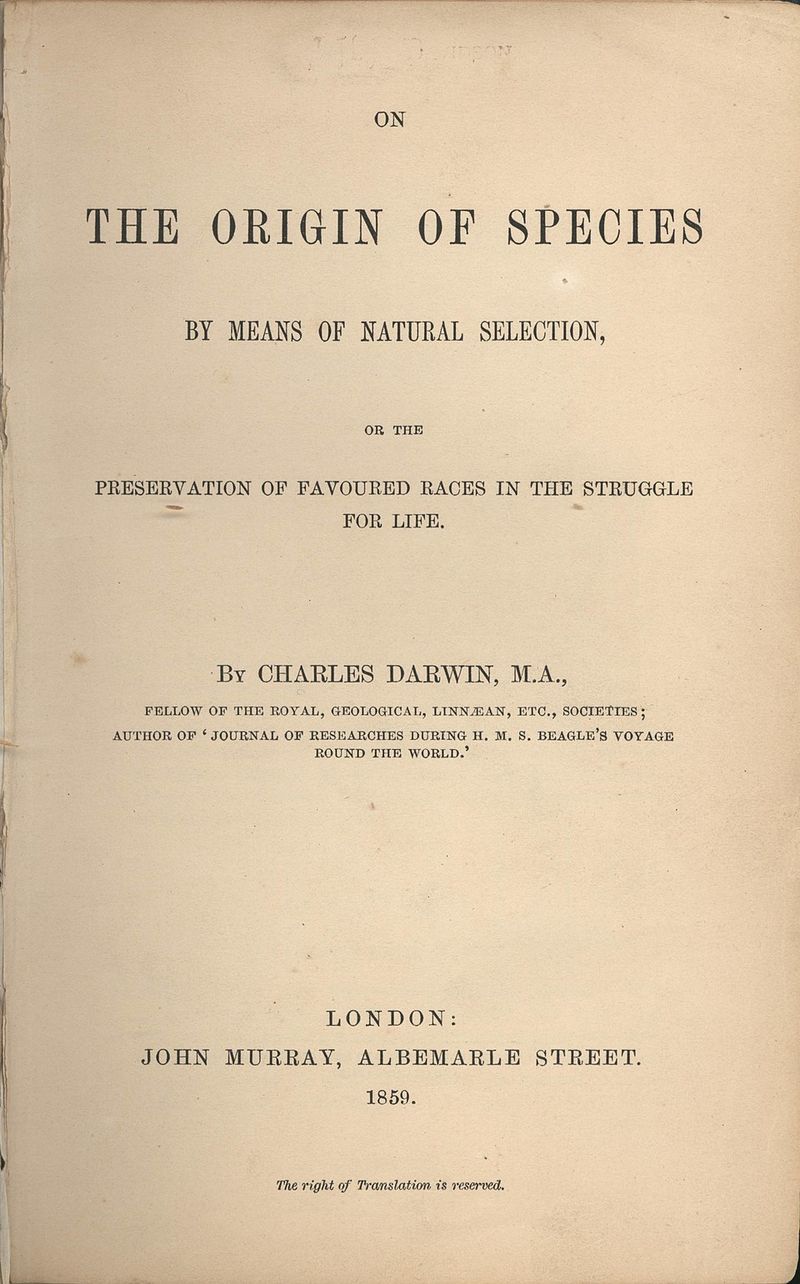 ON
THE ORIGIN OF SPECIES
BY MEANS OF NATURAL SELECTION,
OR THE
PRESERVATION OF FAVOURED RACES IN THE STRUGGLE
FOR LIFE.
BY CHARLES DARWIN, M.A.,
FELLOW OF THE ROYAL, GEOLOGICAL, LINNÆAN, ETC., SOCIETIES;
AUTHOR OF ‘JOURNAL OF RESEARCHES DURING H. M. S. BEAGLE’S VOYAGE
ROUND THE WORLD.’
LONDON:
JOHN MURRAY, ALBEMARLE STREET.
1859.
The right of Translation is reserved.